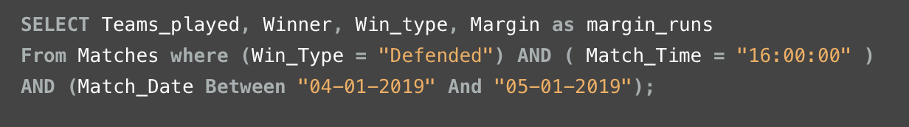 SELECT Teams_played, Winner, Win_type, Margin as margin_runs
From Matches where (Win_Type = "Defended") AND ( Match_Time = "16:00:00" )
AND (Match_Date Between "04-01-2019" And "05-01-2019");